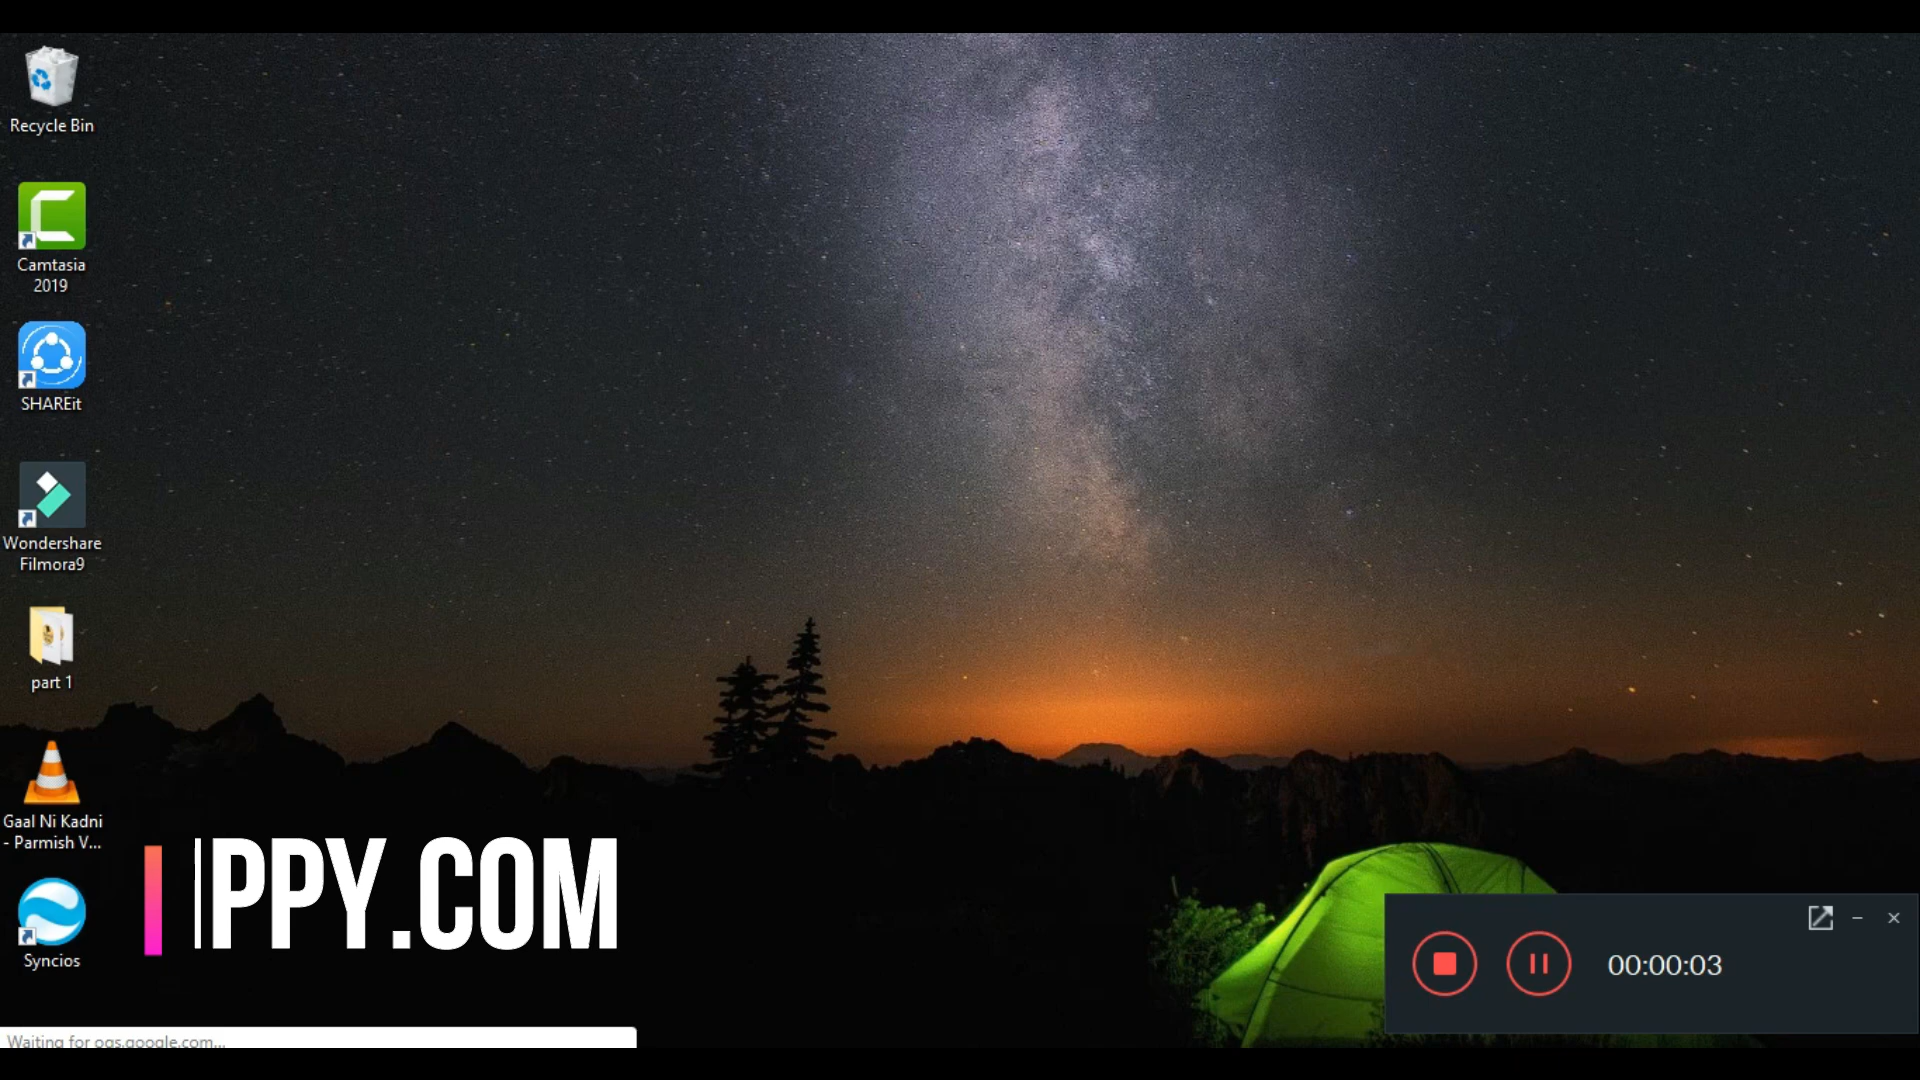 Recycle Bin
Camtasia
2019
SHAREit
Wondershare
Filmora9
part 1
Gaal Ni Kadni
- Parmish V...
Syncios
PPY.COM
00:00:03
Waiting for ogs.google.com...